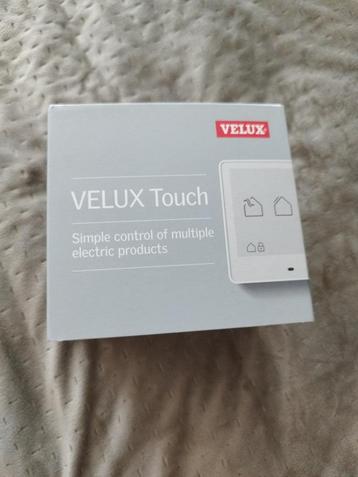 VELUX
VELUX Touch
Simple control of multiple
electric products